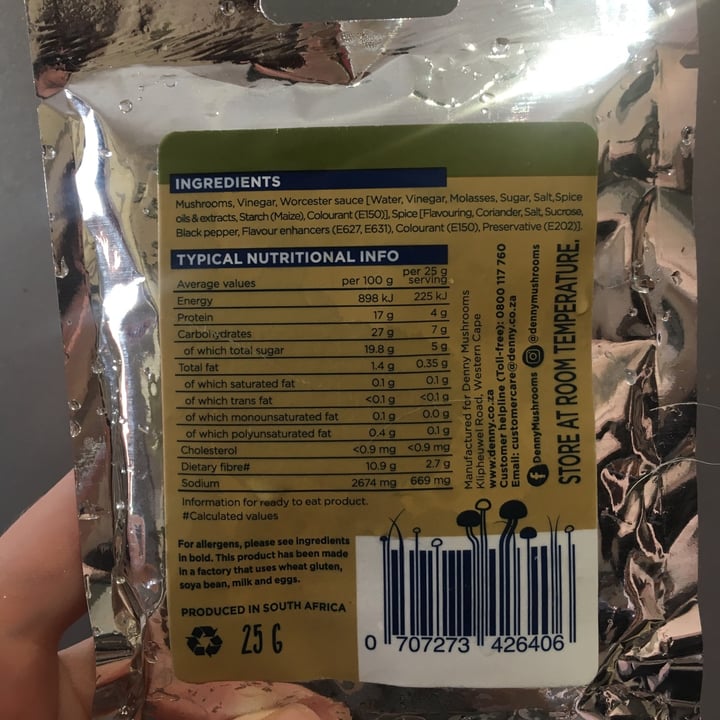 INGREDIENTS
Mushrooms, Vinegar, Worcester sauce [Water, Vinegar, Molasses, Sugar, Salt,Spice
oils & extracts, Starch (Maize), Colourant (E150)], Spice [Flavouring, Coriander, Salt, Sucrose,
Black pepper, Flavour enhancers (E627, E631), Colourant (E150), Preservative (E202)].
TYPICAL NUTRITIONAL INFO
Average values per 100 g per 25 g serving
Energy 898 kJ 225 kJ
Protein 17 g 4 g
Carbohydrates 27 g 7 g
of which total sugar 19.8 g 5 g
Total fat 1.4 g 0.35 g
of which saturated fat 0.1 g 0.1 g
of which trans fat <0.1 g <0.1 g
of which monounsaturated fat 0.1 g 0.0 g
of which polyunsaturated fat 0.4 g 0.1 g
Cholesterol <0.9 mg <0.9 mg
Dietary fibre# 10.9 g 2.7 g
Sodium 2674 mg 669 mg
Information for ready to eat product.
#Calculated values
For allergens, please see ingredients
in bold. This product has been made
in a factory that uses wheat gluten,
soya bean, milk and eggs.
PRODUCED IN SOUTH AFRICA
25 G
Manufactured for Denny Mushrooms
Klipheuwel Road, Western Cape
www.denny.co.za
Customer helpline (Toll-free): 0800 117 760
Email: customercare@denny.co.za
DennyMushrooms @dennymushrooms
STORE AT ROOM TEMPERATURE.
0 707273 426406